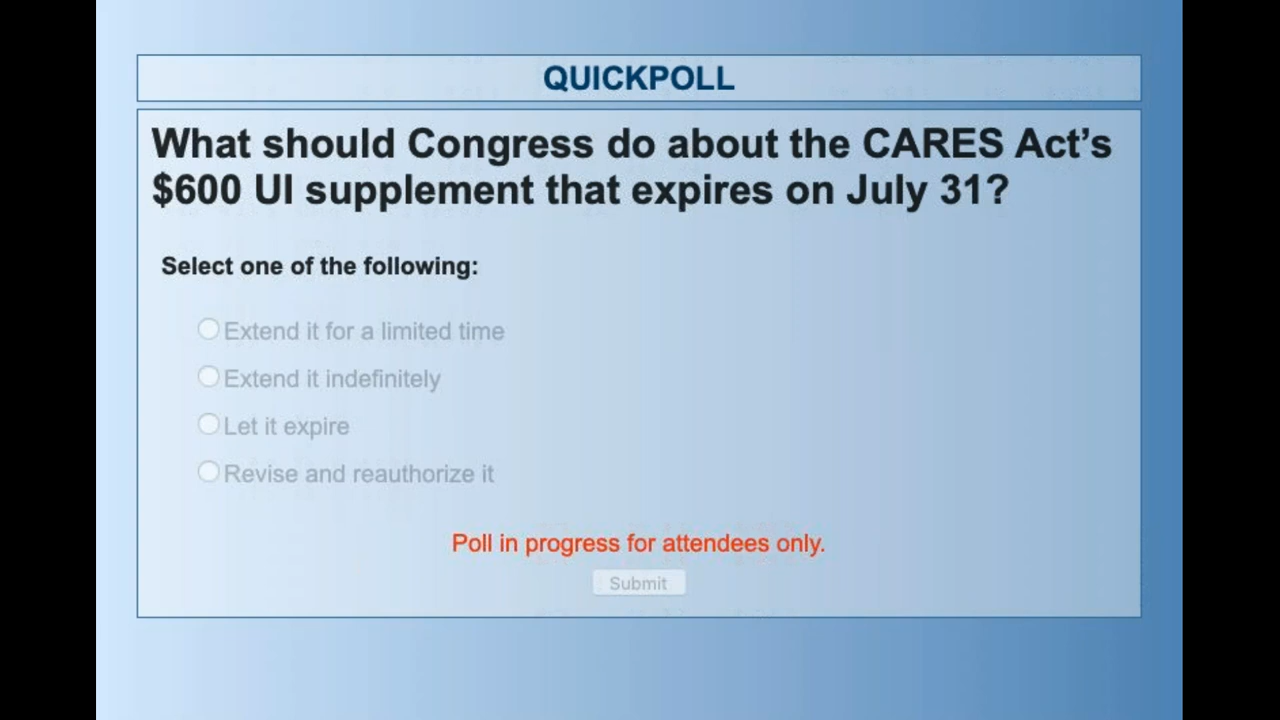 QUICKPOLL
What should Congress do about the CARES Act’s
$600 UI supplement that expires on July 31?
Select one of the following:
Extend it for a limited time
Extend it indefinitely
Let it expire
Revise and reauthorize it
Poll in progress for attendees only.
Submit